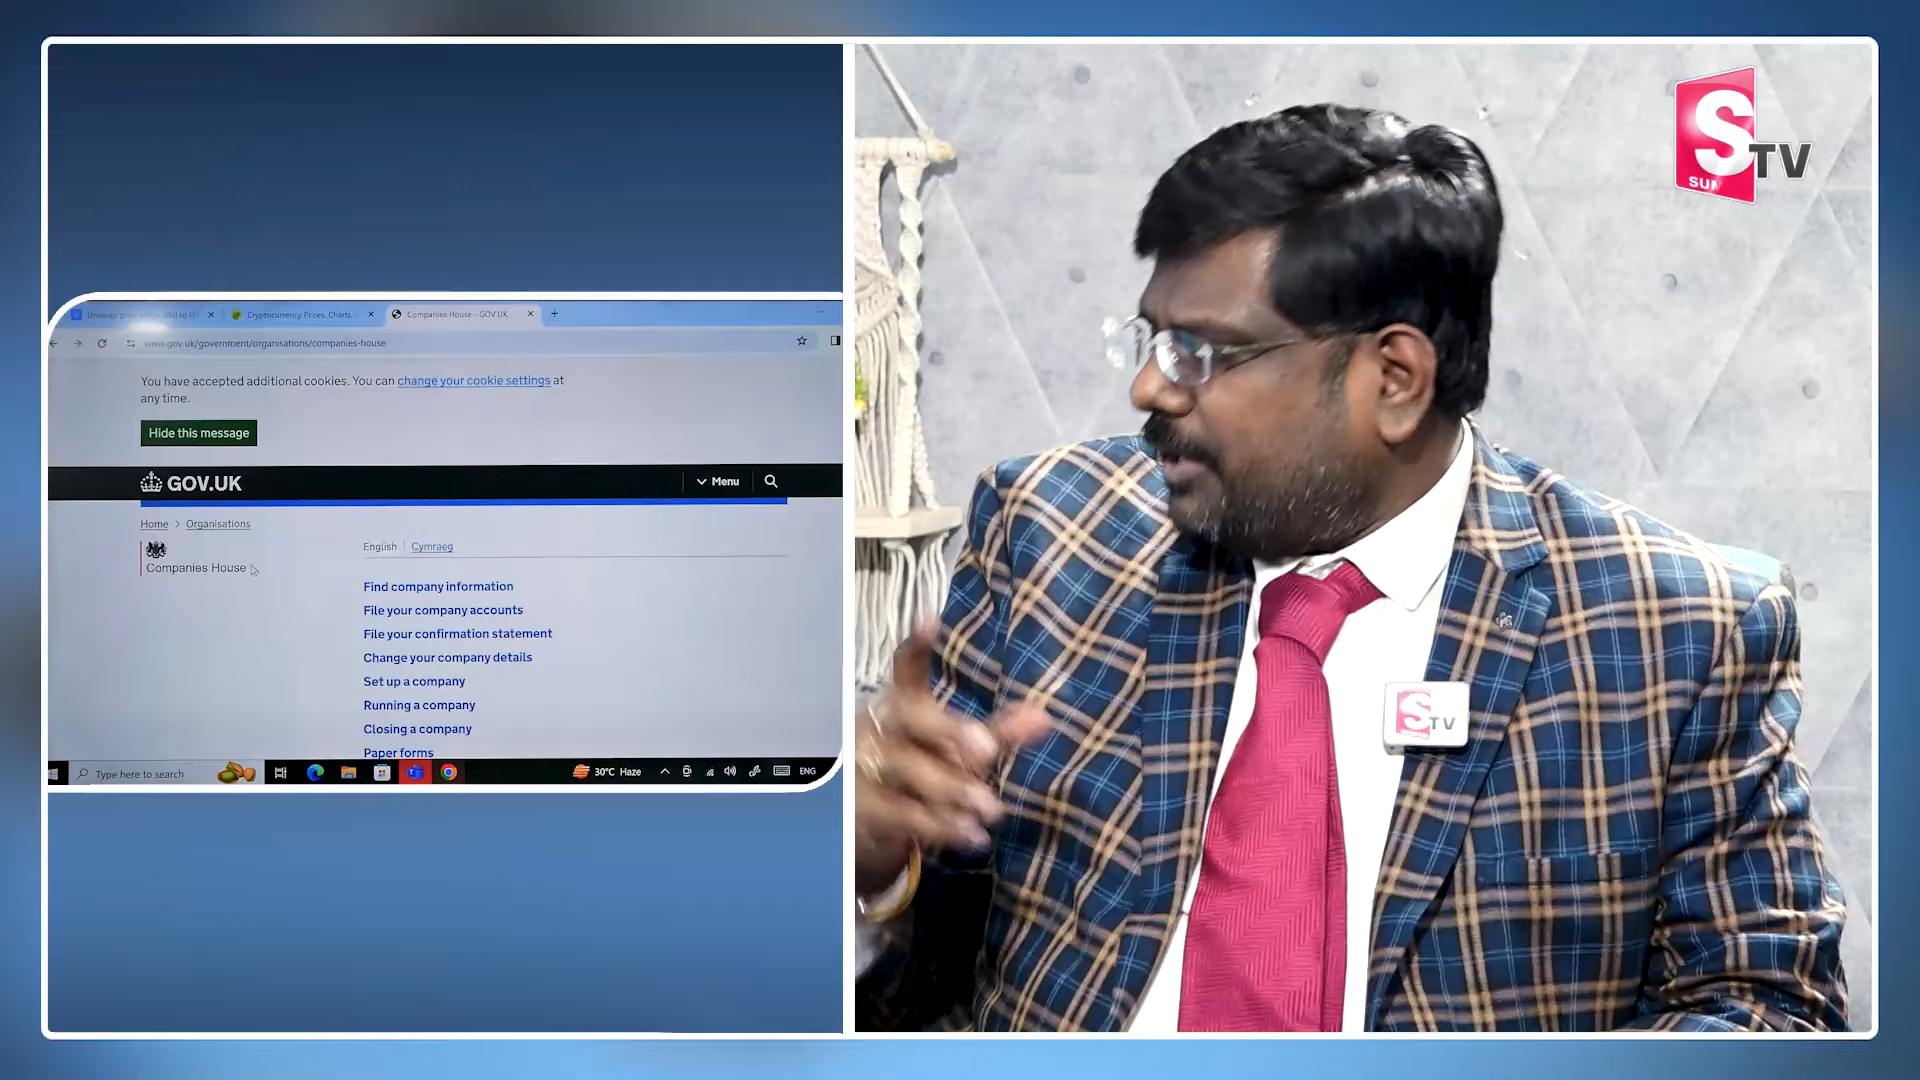 Cryptocurrency Prices, Charts,
Companies House - GOV.UK
www.gov.uk/government/organisations/companies-house
You have accepted additional cookies. You can change your cookie settings at
any time.
Hide this message
GOV.UK
Menu
Home
Organisations
English
Cymraeg
Companies House
Find company information
File your company accounts
File your confirmation statement
Change your company details
Set up a company
Running a company
Closing a company
Paper forms
Type here to search
30°C Haze
ENG
S TV
SUN
S TV